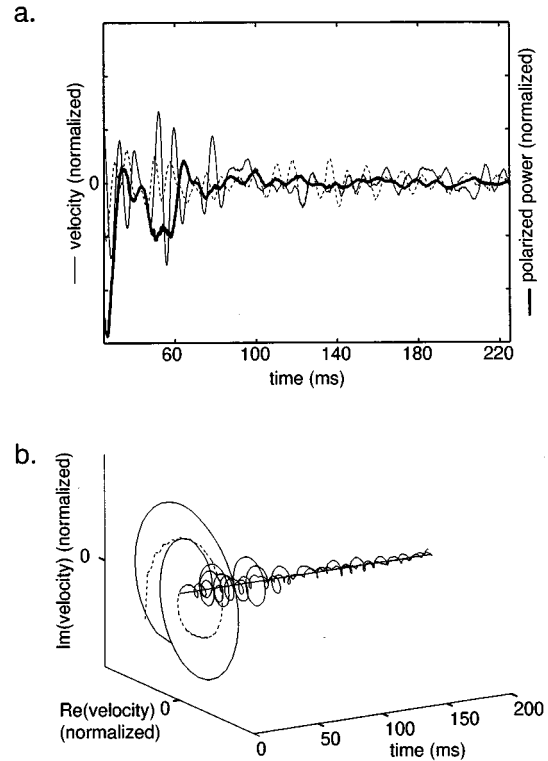 a.
velocity (normalized)
0
polarized power (normalized)
60 100 140 180 220
time (ms)
b.
Im(velocity) (normalized)
0
Re(velocity)
(normalized)
0
0 50 100 150 200
time (ms)